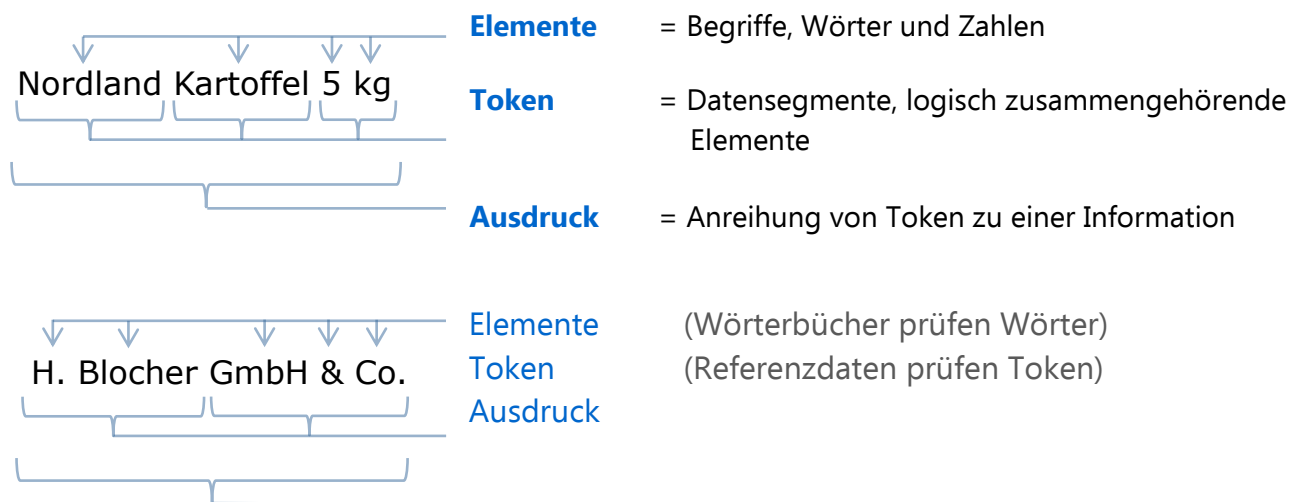 Elemente = Begriffe, Wörter und Zahlen
Nordland Kartoffel 5 kg
Token = Datensegmente, logisch zusammengehörende
Elemente
Ausdruck = Anreihung von Token zu einer Information
Elemente (Wörterbücher prüfen Wörter)
H. Blocher GmbH & Co.
Token (Referenzdaten prüfen Token)
Ausdruck